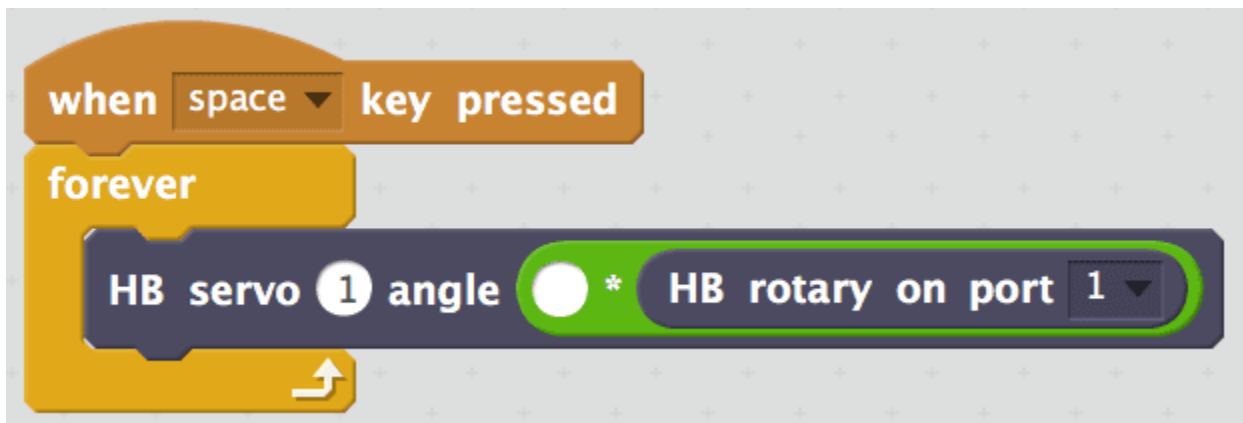 when space key pressed
forever
HB servo 1 angle * HB rotary on port 1